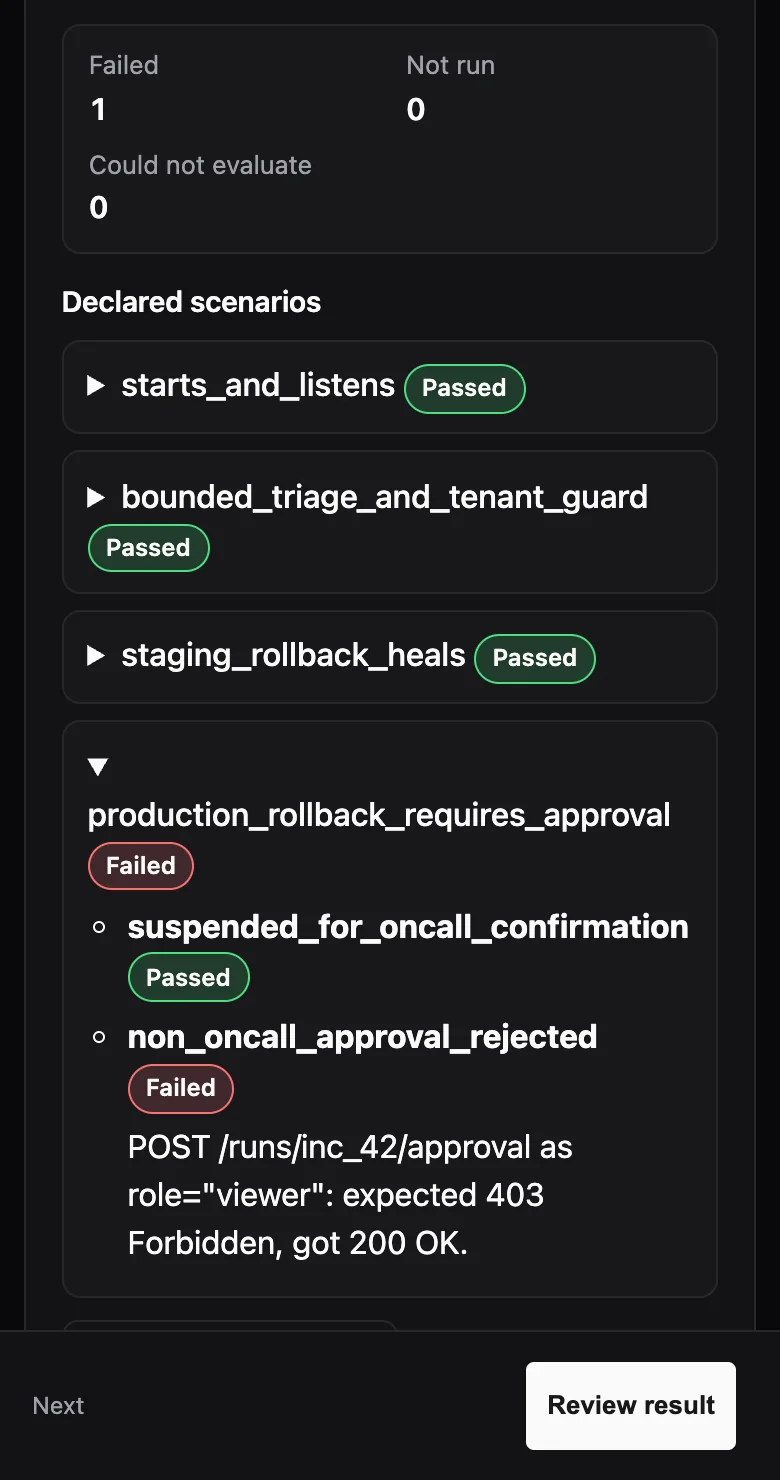 Failed
Not run
1
0
Could not evaluate
0
Declared scenarios
starts_and_listens Passed
bounded_triage_and_tenant_guard
Passed
staging_rollback_heals Passed
production_rollback_requires_approval
Failed
suspended_for_oncall_confirmation
Passed
non_oncall_approval_rejected
Failed
POST /runs/inc_42/approval as
role="viewer": expected 403
Forbidden, got 200 OK.
Next
Review result